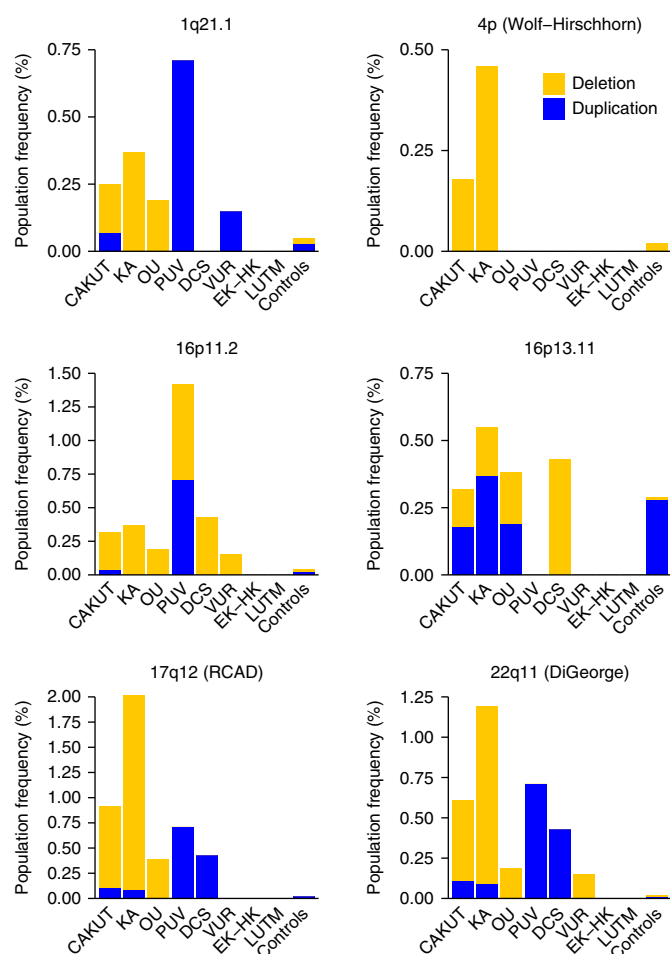 1q21.1
Population frequency (%)
0.75
0.50
0.25
0.00
CAKUT
KA
OU
PUV
DCS
VUR
EK–HK
LUTM
Controls
4p (Wolf–Hirschhorn)
Population frequency (%)
0.50
0.25
0.00
Deletion
Duplication
CAKUT
KA
OU
PUV
DCS
VUR
EK–HK
LUTM
Controls
16p11.2
Population frequency (%)
1.50
1.25
1.00
0.75
0.50
0.25
0.00
CAKUT
KA
OU
PUV
DCS
VUR
EK–HK
LUTM
Controls
16p13.11
Population frequency (%)
0.75
0.50
0.25
0.00
CAKUT
KA
OU
PUV
DCS
VUR
EK–HK
LUTM
Controls
17q12 (RCAD)
Population frequency (%)
2.00
1.25
1.50
1.00
0.75
0.50
0.25
0.00
CAKUT
KA
OU
PUV
DCS
VUR
EK–HK
LUTM
Controls
22q11 (DiGeorge)
Population frequency (%)
1.25
1.00
0.75
0.50
0.25
0.00
CAKUT
KA
OU
PUV
DCS
VUR
EK–HK
LUTM
Controls